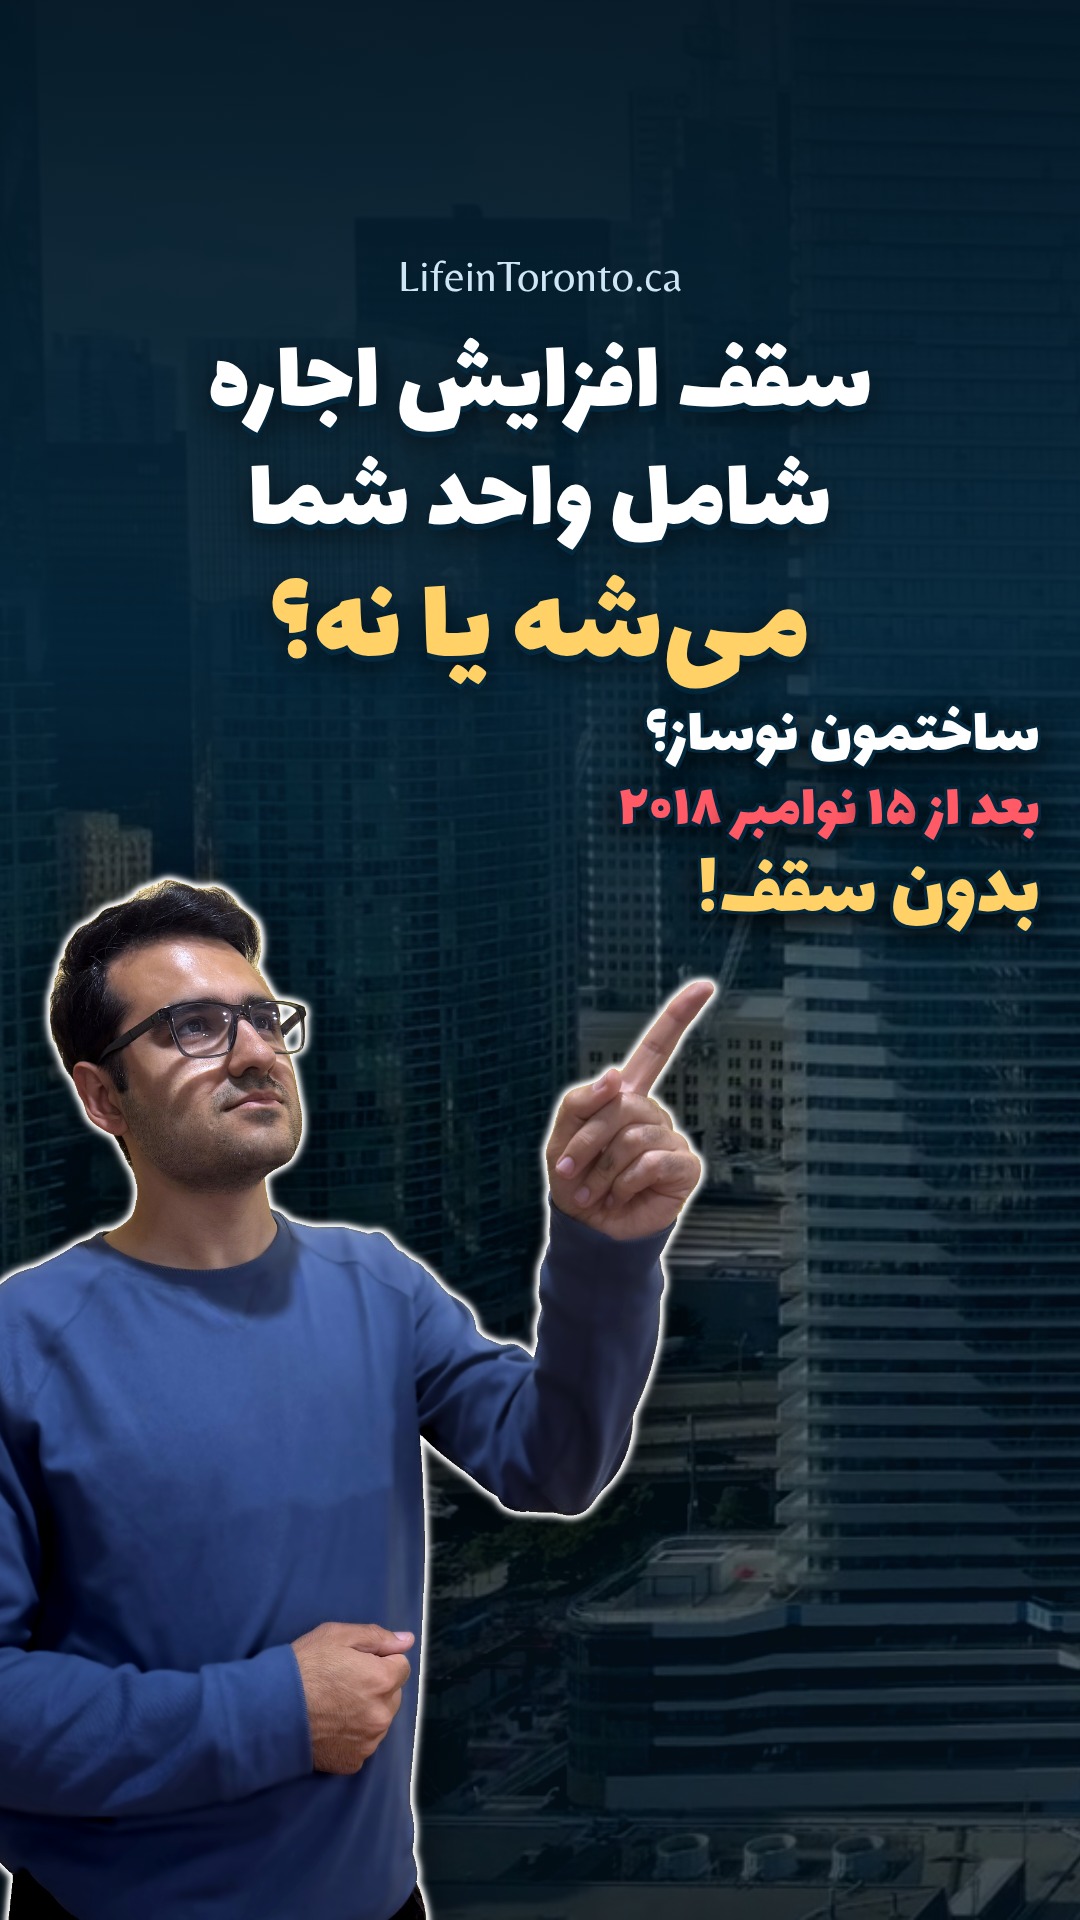 LifeinToronto.ca
سقف افزایش اجاره
شامل واحد شما
می‌شه یا نه؟
ساختمون نوساز؟
بعد از ۱۵ نوامبر ۲۰۱۸
بدون سقف!